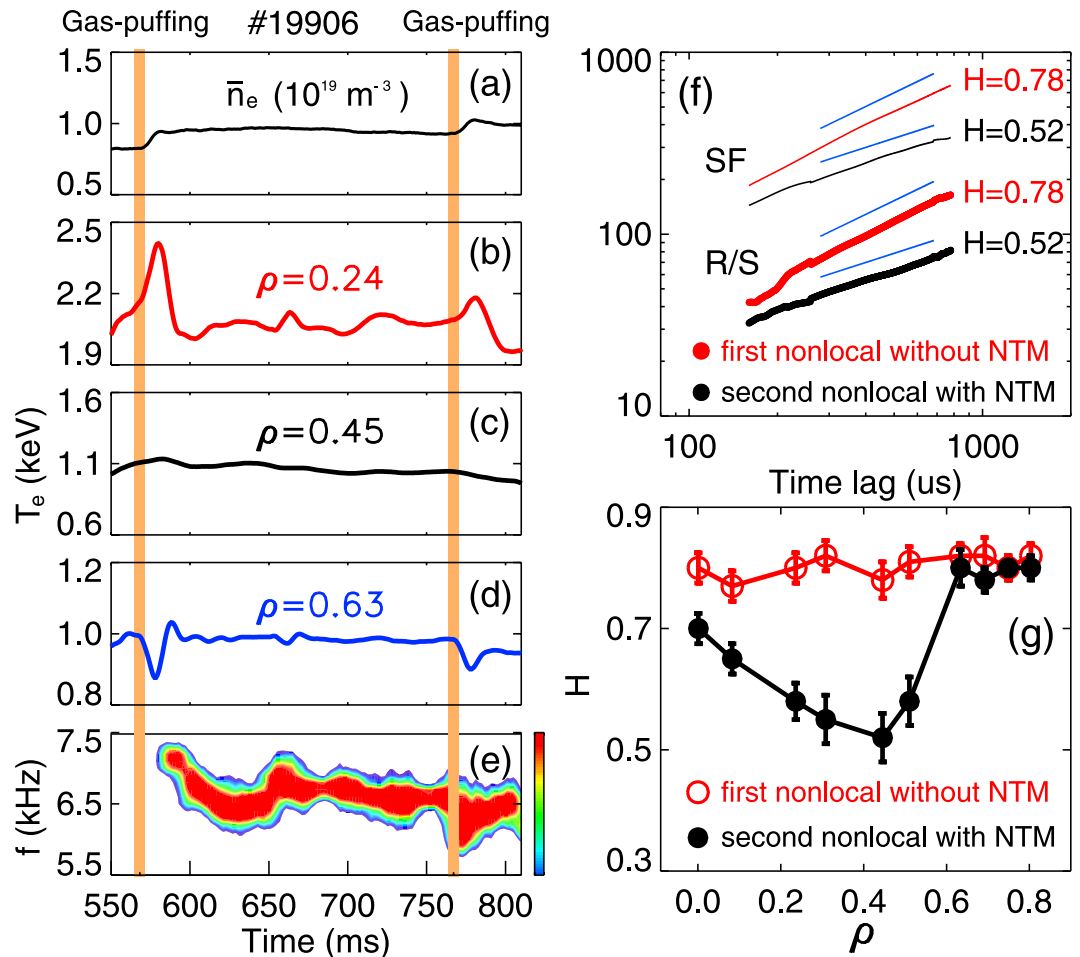 Gas-puffing #19906 Gas-puffing
1.5
1.0
0.5
n̄e (10¹⁹ m⁻³)
(a)
2.5
2.2
1.9
ρ=0.24
(b)
1.6
1.1
0.6
ρ=0.45
(c)
Te (keV)
1.2
1.0
0.8
ρ=0.63
(d)
7.5
6.5
5.5
f (kHz)
(e)
550 600 650 700 750 800
Time (ms)
1000
100
10
(f)
H=0.78
SF
H=0.52
H=0.78
R/S
H=0.52
first nonlocal without NTM
second nonlocal with NTM
100 1000
Time lag (us)
0.9
0.7
0.5
0.3
H
(g)
first nonlocal without NTM
second nonlocal with NTM
0.0 0.2 0.4 0.6 0.8
ρ